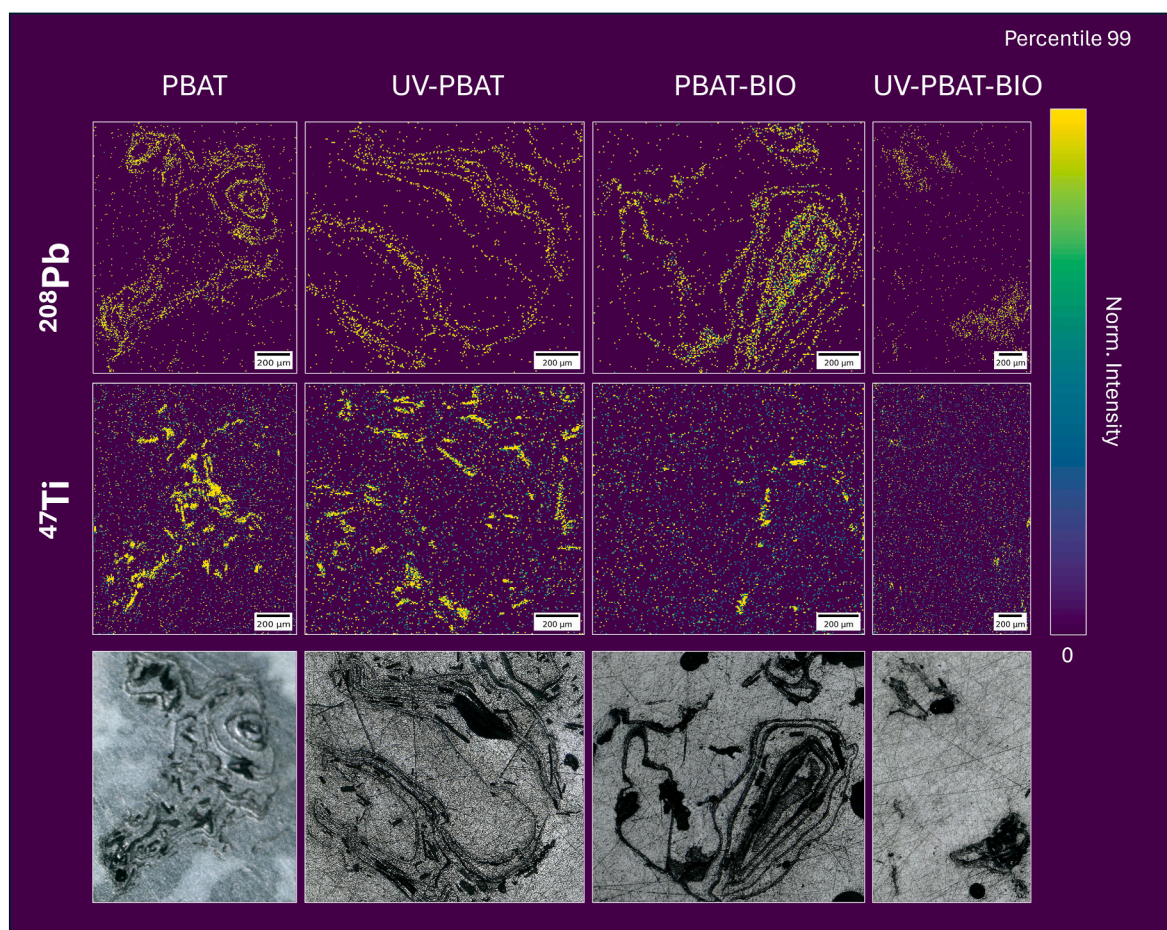 Percentile 99
PBAT UV-PBAT PBAT-BIO UV-PBAT-BIO
²⁰⁸Pb
200 µm 200 µm 200 µm 200 µm
Norm. Intensity
⁴⁷Ti
200 µm 200 µm 200 µm 200 µm
0